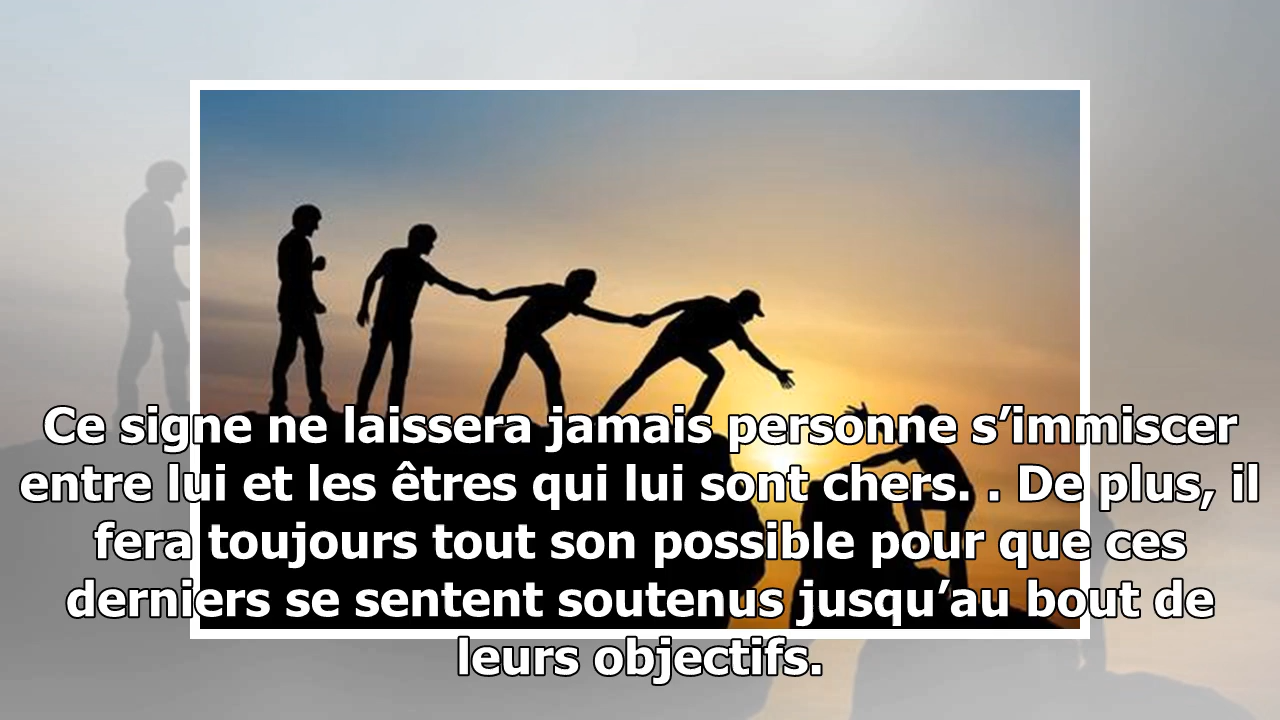 Ce signe ne laissera jamais personne s’immiscer
entre lui et les êtres qui lui sont chers. . De plus, il
fera toujours tout son possible pour que ces
derniers se sentent soutenus jusqu’au bout de
leurs objectifs.